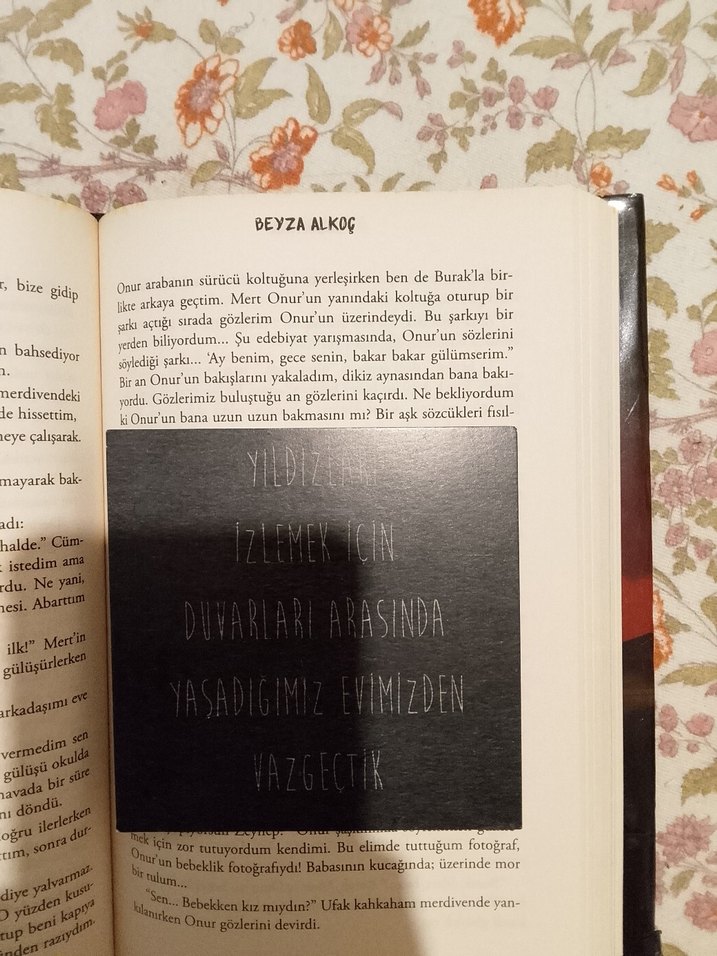 r, bize gidip
n bahsediyor
m.
merdivendeki
de hissettim,
meye çalışarak.
mayarak bak-
adı:
halde.” Cüm-
k istedim ama
rdu. Ne yani,
mesi. Abarttım
ilk!” Mert’in
gülüşürlerken
arkadaşımı eve
vermedim sen
gülüşü okulda
havada bir süre
nı döndü.
doğru ilerlerken
ttım, sonra dur-
diye yalvarmaz.
O yüzden kusu-
tup beni kapıya
nden razıydım.
BEYZA ALKOÇ
Onur arabanın sürücü koltuğuna yerleşirken ben de Burak’la bir-
likte arkaya geçtim. Mert Onur’un yanındaki koltuğa oturup bir
şarkı açtığı sırada gözlerim Onur’un üzerindeydi. Bu şarkıyı bir
yerden biliyordum... Şu edebiyat yarışmasında, Onur’un sözlerini
söylediği şarkı... ‘Ay benim, gece senin, bakar bakar gülümserim.”
Bir an Onur’un bakışlarını yakaladım, dikiz aynasından bana bakı-
yordu. Gözlerimiz buluştuğu an gözlerini kaçırdı. Ne bekliyordum
ki Onur’un bana uzun uzun bakmasını mı? Bir aşk sözcükleri fısıl-
YILDIZLARI
İZLEMEK İÇİN
DUVARLARI ARASINDA
YAŞADIĞIMIZ EVİMİZDEN
VAZGEÇTİK
Zeynep.
mek için zor tutuyordum kendimi. Bu elimde tuttuğum fotoğraf,
Onur’un bebeklik fotoğrafıydı! Babasının kucağında; üzerinde mor
bir tulum...
“Sen... Bebekken kız mıydın?” Ufak kahkaham merdivende yan-
kılanırken Onur gözlerini devirdi.